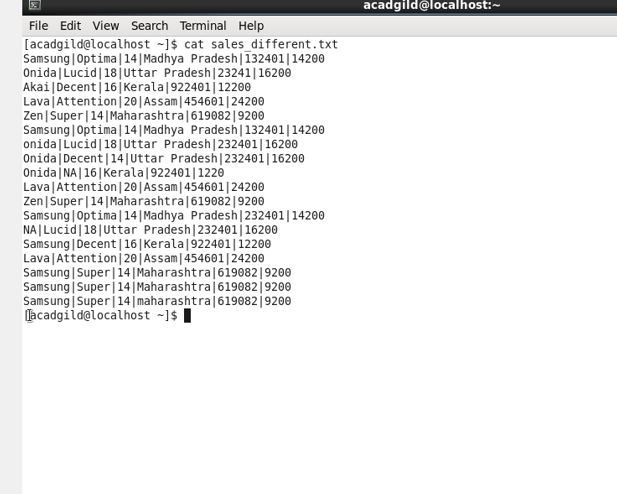 acadgild@localhost:~
File Edit View Search Terminal Help
[acadgild@localhost ~]$ cat sales_different.txt
Samsung|Optima|14|Madhya Pradesh|132401|14200
Onida|Lucid|18|Uttar Pradesh|23241|16200
Akai|Decent|16|Kerala|922401|12200
Lava|Attention|20|Assam|454601|24200
Zen|Super|14|Maharashtra|619082|9200
Samsung|Optima|14|Madhya Pradesh|132401|14200
onida|Lucid|18|Uttar Pradesh|232401|16200
Onida|Decent|14|Uttar Pradesh|232401|16200
Onida|NA|16|Kerala|922401|1220
Lava|Attention|20|Assam|454601|24200
Zen|Super|14|Maharashtra|619082|9200
Samsung|Optima|14|Madhya Pradesh|232401|14200
NA|Lucid|18|Uttar Pradesh|232401|16200
Samsung|Decent|16|Kerala|922401|12200
Lava|Attention|20|Assam|454601|24200
Samsung|Super|14|Maharashtra|619082|9200
Samsung|Super|14|Maharashtra|619082|9200
Samsung|Super|14|maharashtra|619082|9200
[acadgild@localhost ~]$